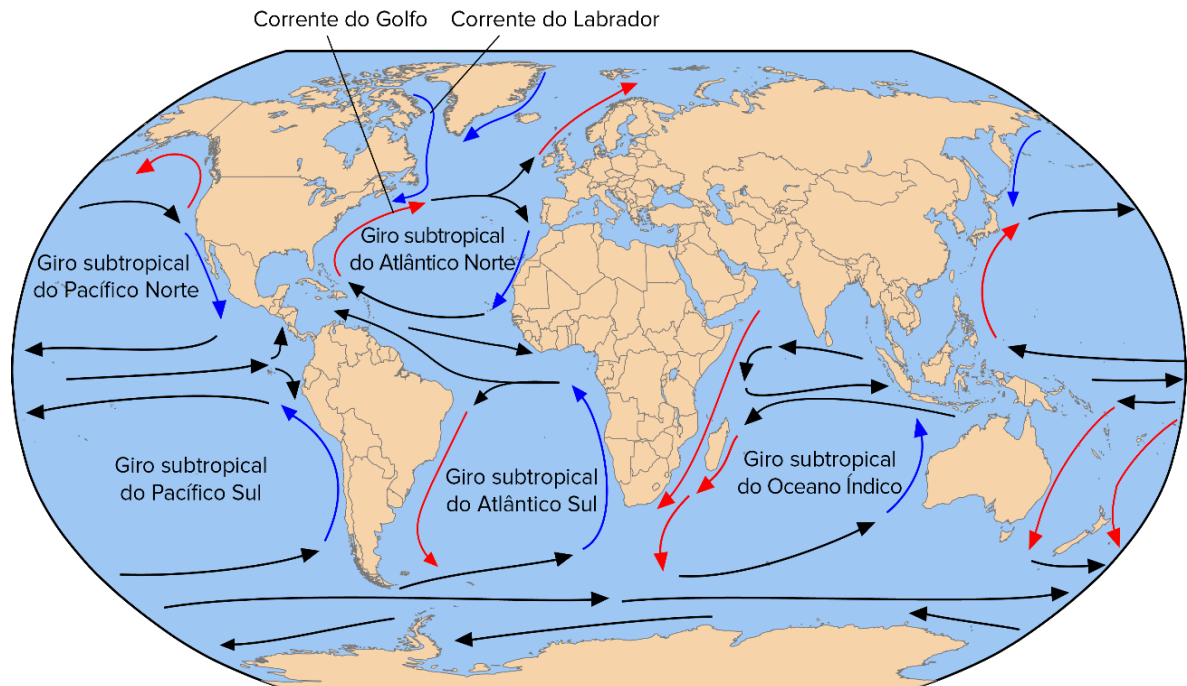 Corrente do Golfo
Corrente do Labrador
Giro subtropical
do Atlântico Norte
Giro subtropical
do Pacífico Norte
Giro subtropical
do Pacífico Sul
Giro subtropical
do Atlântico Sul
Giro subtropical
do Oceano Índico